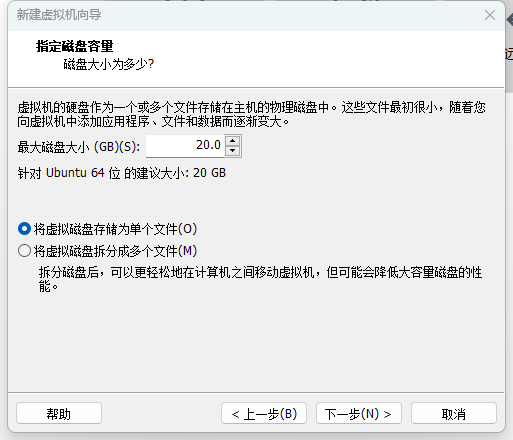 新建虚拟机向导
指定磁盘容量
磁盘大小为多少?
虚拟机的硬盘作为一个或多个文件存储在主机的物理磁盘中。这些文件最初很小，随着您
向虚拟机中添加应用程序、文件和数据而逐渐变大。
最大磁盘大小 (GB)(S): 20.0
针对 Ubuntu 64 位 的建议大小: 20 GB
将虚拟磁盘存储为单个文件(O)
将虚拟磁盘拆分成多个文件(M)
拆分磁盘后，可以更轻松地在计算机之间移动虚拟机，但可能会降低大容量磁盘的性
能。
帮助 < 上一步(B) 下一步(N) > 取消